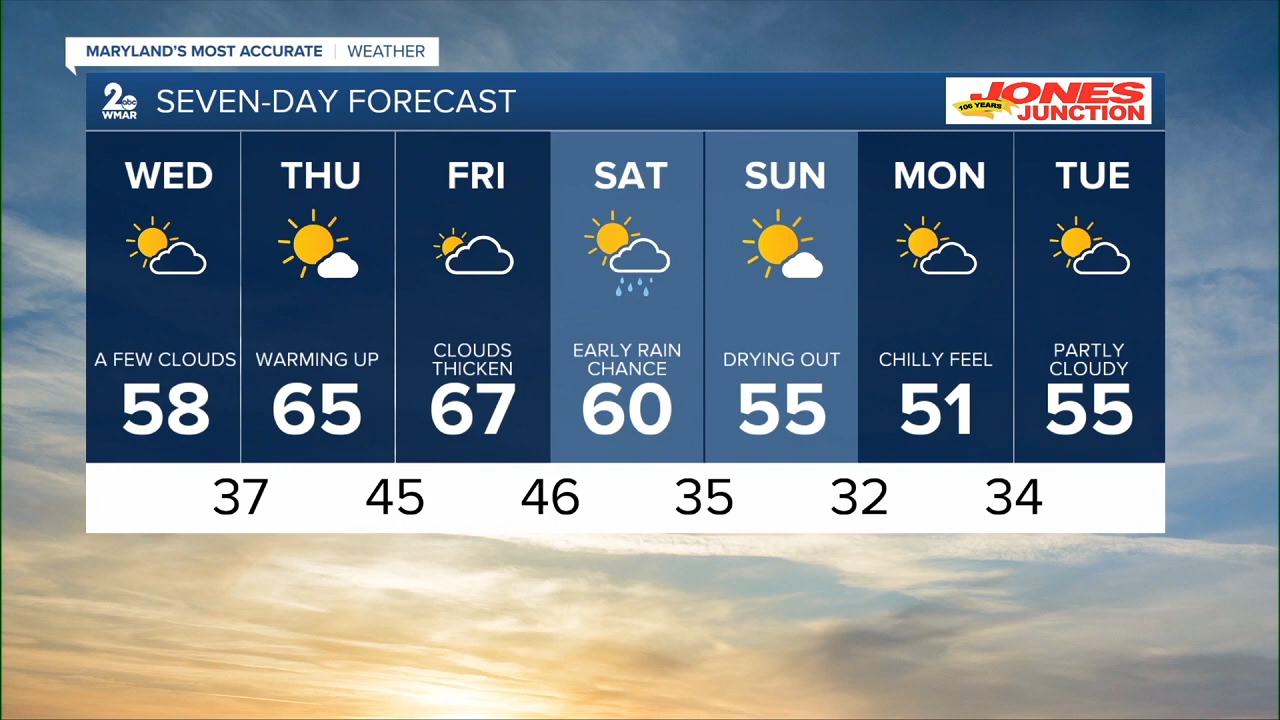 MARYLAND'S MOST ACCURATE | WEATHER
2 abc
WMAR
SEVEN-DAY FORECAST
JONES
106 YEARS
JUNCTION
WED THU FRI SAT SUN MON TUE
A FEW CLOUDS WARMING UP CLOUDS THICKEN EARLY RAIN CHANCE DRYING OUT CHILLY FEEL PARTLY CLOUDY
58 65 67 60 55 51 55
37 45 46 35 32 34